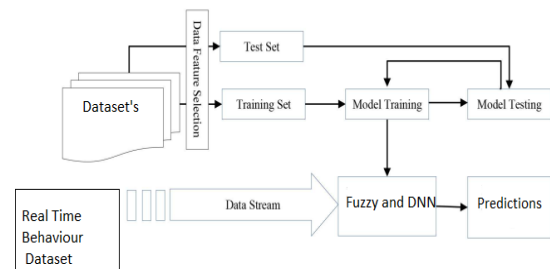 Data Feature Selection
Test Set
Dataset's
Training Set
Model Training
Model Testing
Real Time
Behaviour
Dataset
Data Stream
Fuzzy and DNN
Predictions